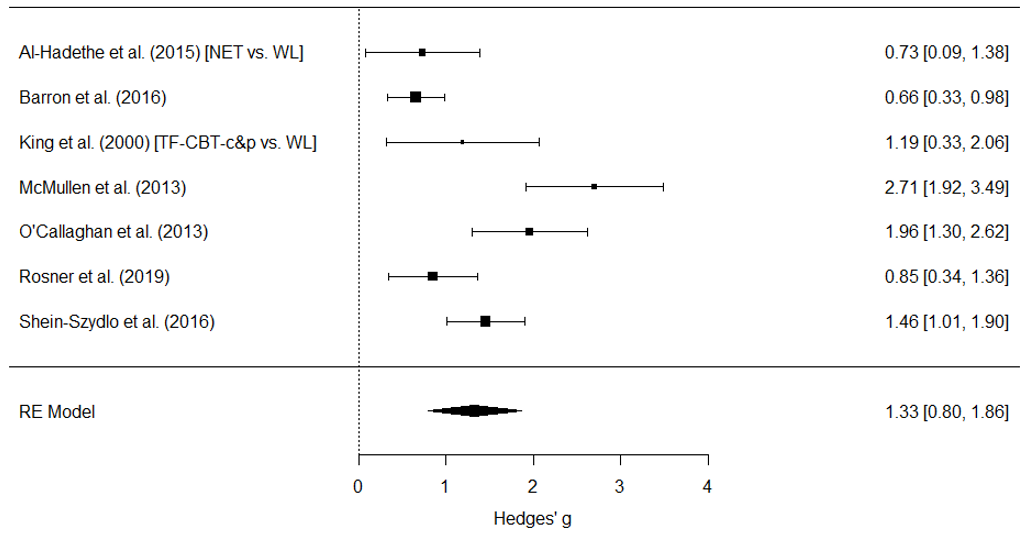 Al-Hadethe et al. (2015) [NET vs. WL] 0.73 [0.09, 1.38]
Barron et al. (2016) 0.66 [0.33, 0.98]
King et al. (2000) [TF-CBT-c&p vs. WL] 1.19 [0.33, 2.06]
McMullen et al. (2013) 2.71 [1.92, 3.49]
O'Callaghan et al. (2013) 1.96 [1.30, 2.62]
Rosner et al. (2019) 0.85 [0.34, 1.36]
Shein-Szydlo et al. (2016) 1.46 [1.01, 1.90]
RE Model 1.33 [0.80, 1.86]
0 1 2 3 4
Hedges' g